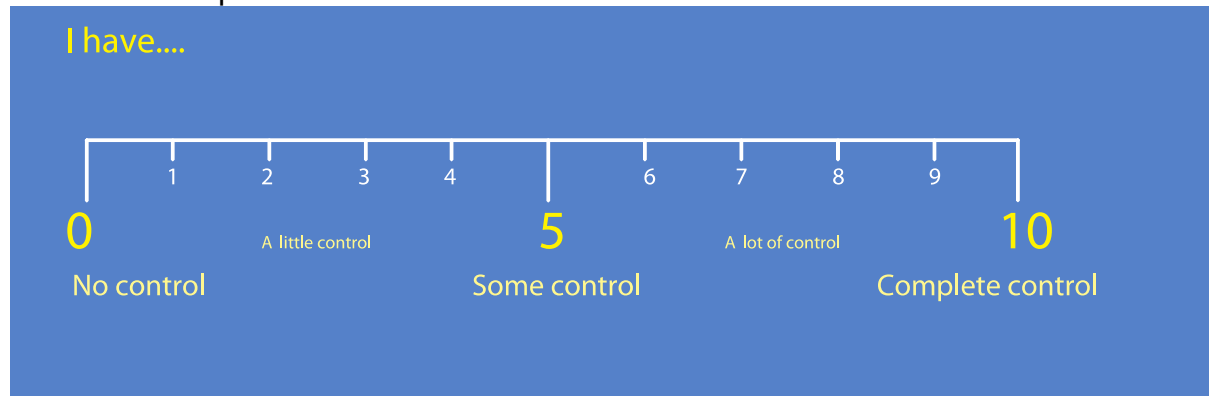 I have....
1 2 3 4 6 7 8 9
0 5 10
A little control A lot of control
No control Some control Complete control